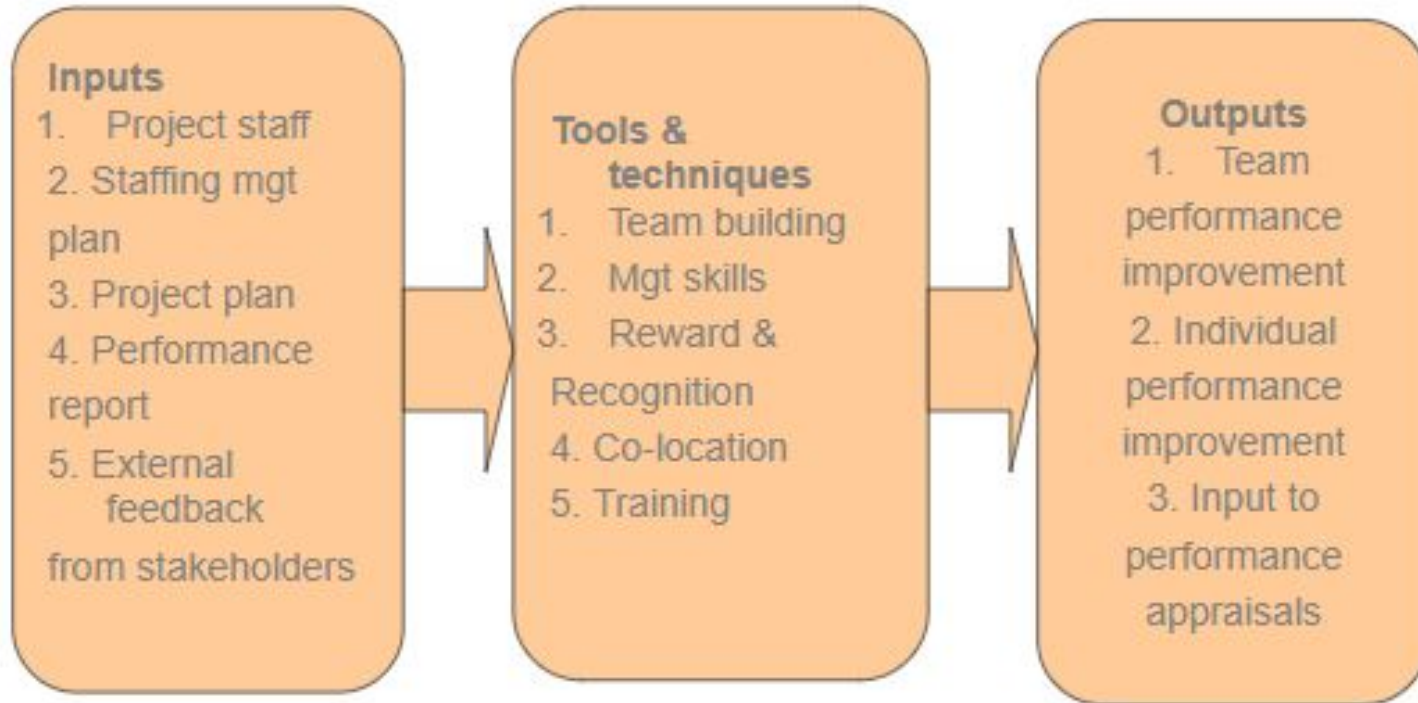 Inputs
1. Project staff
2. Staffing mgt
plan
3. Project plan
4. Performance
report
5. External
feedback
from stakeholders
Tools &
techniques
1. Team building
2. Mgt skills
3. Reward &
Recognition
4. Co-location
5. Training
Outputs
1. Team
performance
improvement
2. Individual
performance
improvement
3. Input to
performance
appraisals